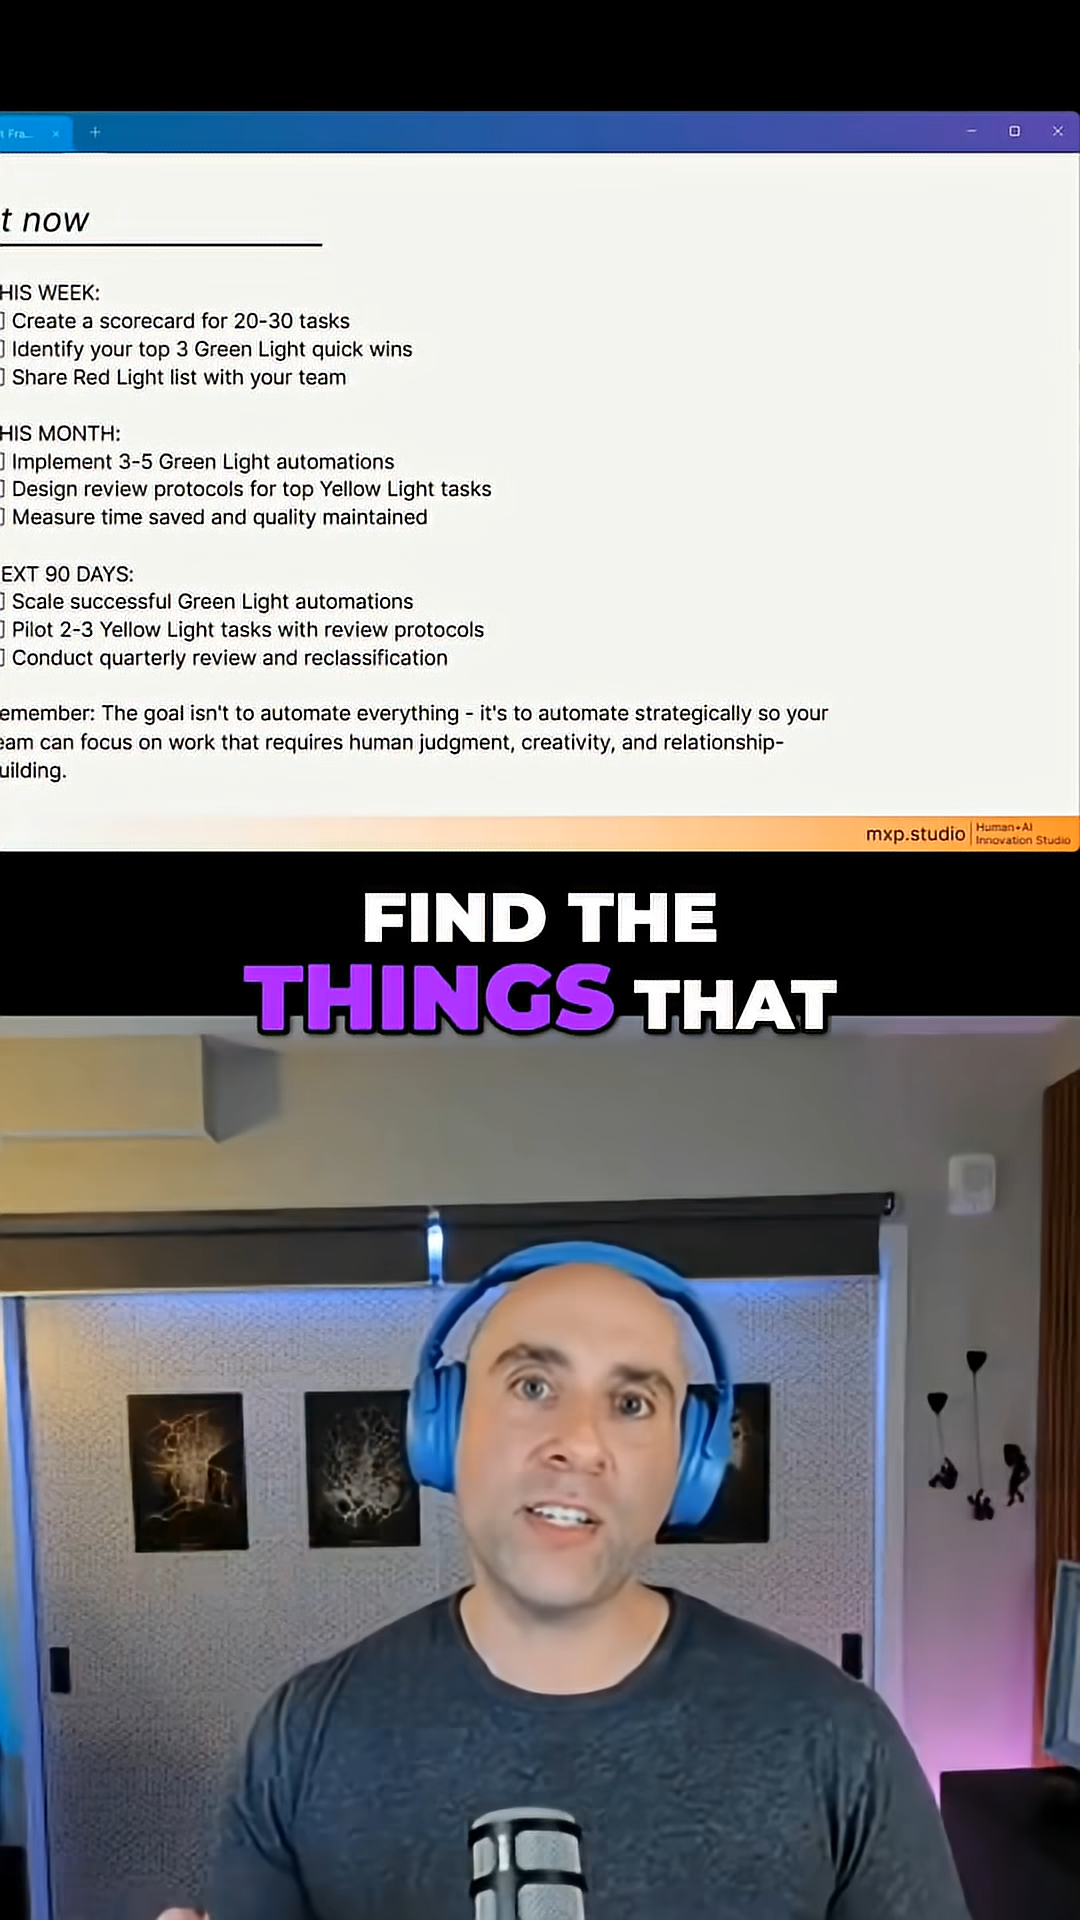 t Fra...
t now
HIS WEEK:
Create a scorecard for 20-30 tasks
Identify your top 3 Green Light quick wins
Share Red Light list with your team
HIS MONTH:
Implement 3-5 Green Light automations
Design review protocols for top Yellow Light tasks
Measure time saved and quality maintained
EXT 90 DAYS:
Scale successful Green Light automations
Pilot 2-3 Yellow Light tasks with review protocols
Conduct quarterly review and reclassification
emember: The goal isn't to automate everything - it's to automate strategically so your
eam can focus on work that requires human judgment, creativity, and relationship-
uilding.
mxp.studio
Human+AI
Innovation Studio
FIND THE
THINGS THAT